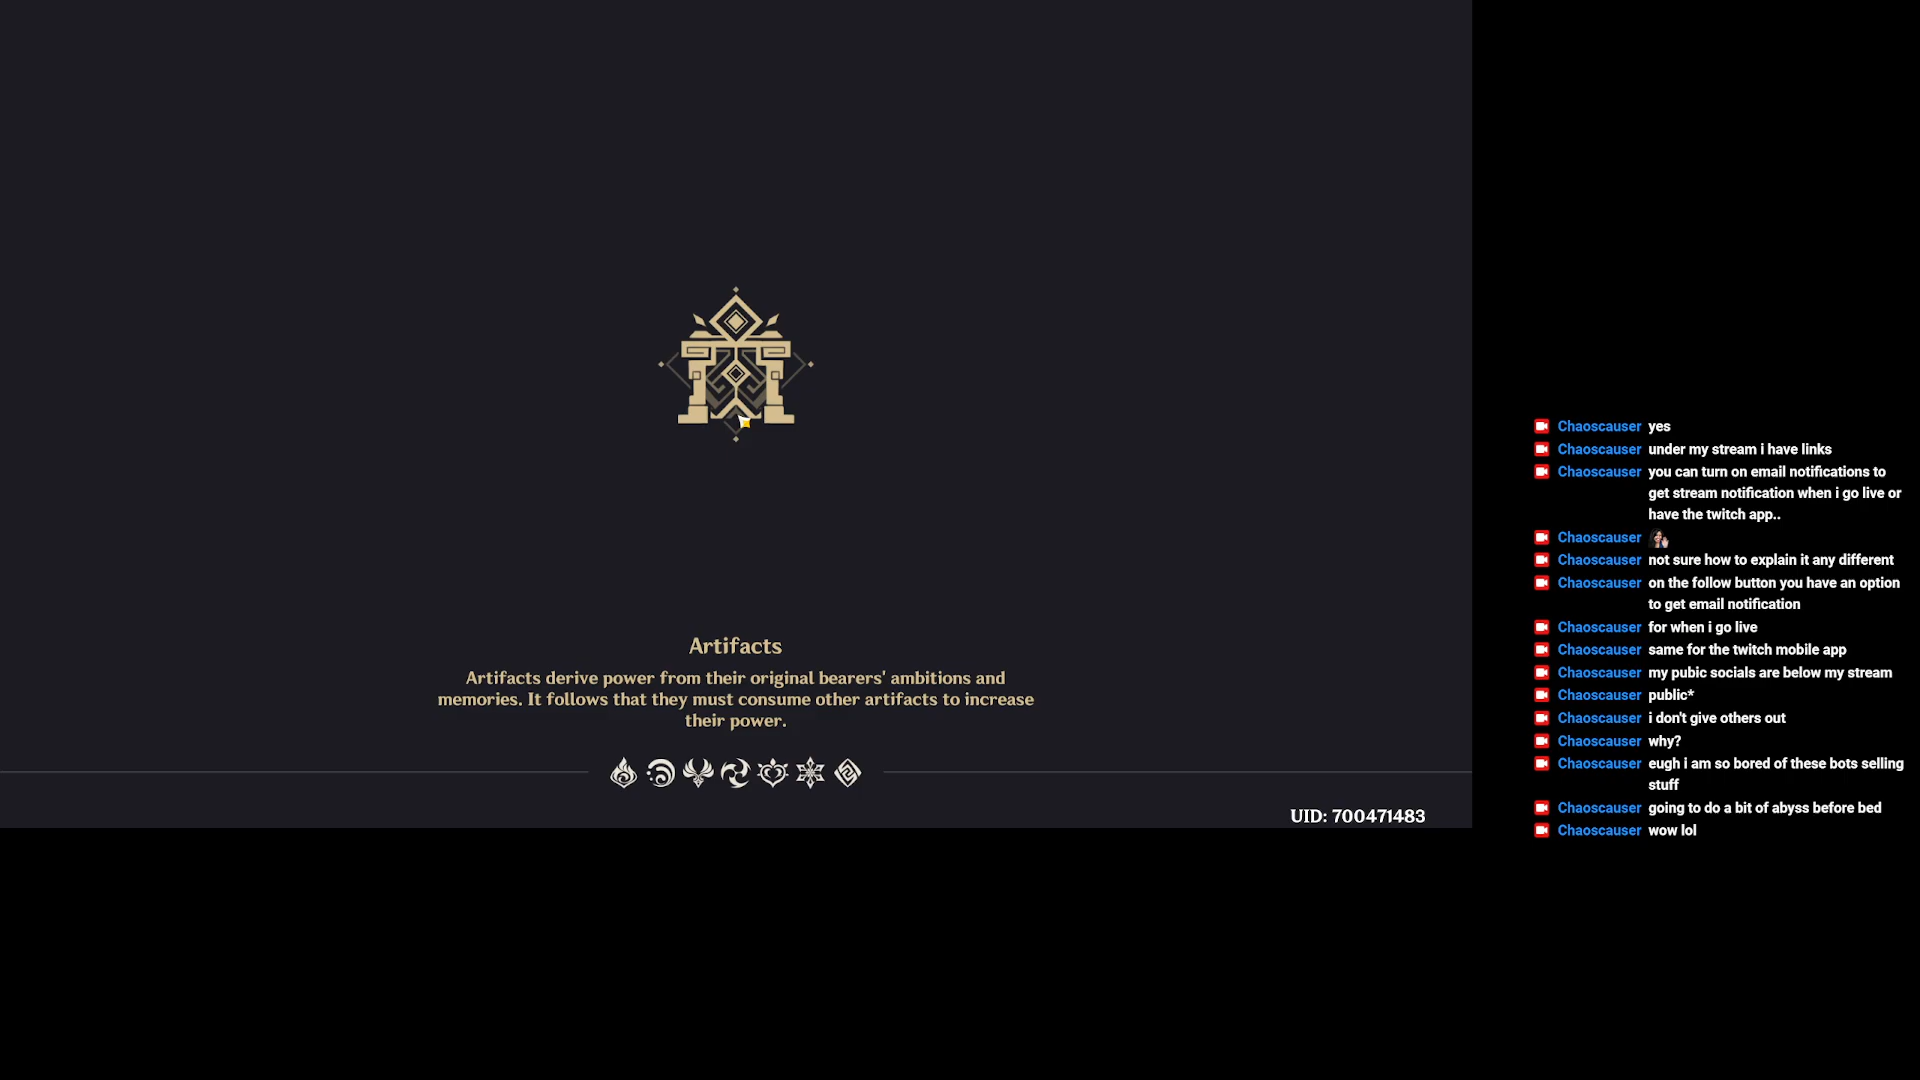 Artifacts
Artifacts derive power from their original bearers' ambitions and
memories. It follows that they must consume other artifacts to increase
their power.
UID: 700471483
Chaoscauser yes
Chaoscauser under my stream i have links
Chaoscauser you can turn on email notifications to
get stream notification when i go live or
have the twitch app..
Chaoscauser
Chaoscauser not sure how to explain it any different
Chaoscauser on the follow button you have an option
to get email notification
Chaoscauser for when i go live
Chaoscauser same for the twitch mobile app
Chaoscauser my pubic socials are below my stream
Chaoscauser public*
Chaoscauser i don't give others out
Chaoscauser why?
Chaoscauser eugh i am so bored of these bots selling
stuff
Chaoscauser going to do a bit of abyss before bed
Chaoscauser wow lol